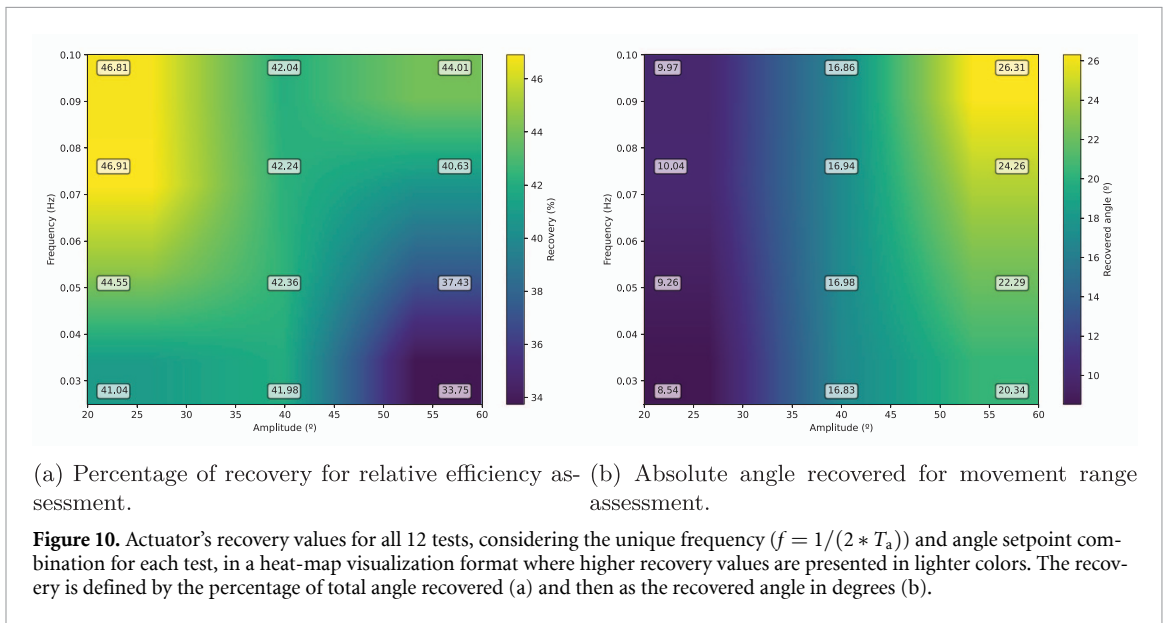 0.10
0.09
0.08
0.07
0.06
0.05
0.04
0.03
Frequency (Hz)
46.81 42.04 44.01
46.91 42.24 40.63
44.55 42.36 37.43
41.04 41.98 33.75
20 25 30 35 40 45 50 55 60
Amplitude (º)
46
44
42
40
38
36
34
Recovery (%)
0.10
0.09
0.08
0.07
0.06
0.05
0.04
0.03
Frequency (Hz)
9.97 16.86 26.31
10.04 16.94 24.26
9.26 16.98 22.29
8.54 16.83 20.34
20 25 30 35 40 45 50 55 60
Amplitude (º)
26
24
22
20
18
16
14
12
10
Recovered angle (º)
(a) Percentage of recovery for relative efficiency as-
sessment.
(b) Absolute angle recovered for movement range
assessment.
Figure 10. Actuator’s recovery values for all 12 tests, considering the unique frequency (f = 1/(2 ∗ Tₐ)) and angle setpoint com-
bination for each test, in a heat-map visualization format where higher recovery values are presented in lighter colors. The recov-
ery is defined by the percentage of total angle recovered (a) and then as the recovered angle in degrees (b).